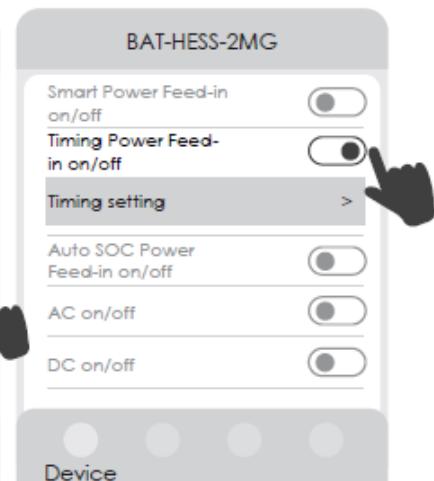 BAT-HESS-2MG
Smart Power Feed-in
on/off
Timing Power Feed-
in on/off
Timing setting >
Auto SOC Power
Feed-in on/off
AC on/off
DC on/off
Device